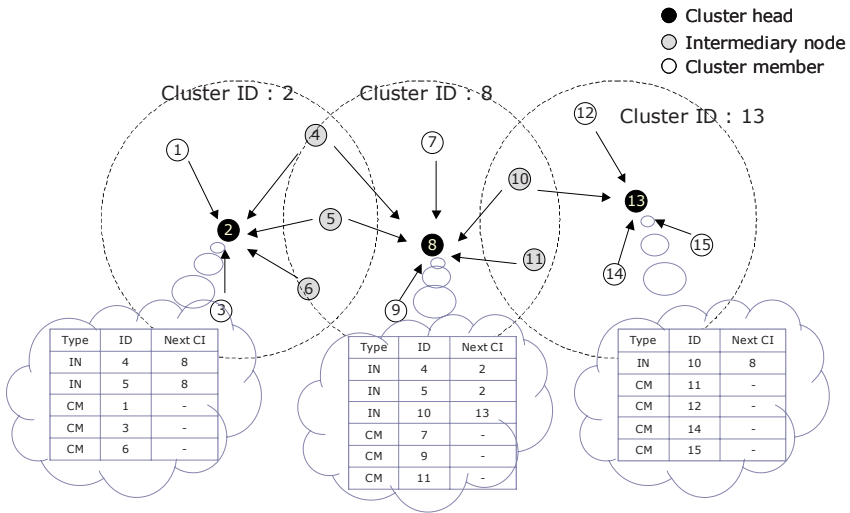 Cluster head
Intermediary node
Cluster member
Cluster ID : 2
Cluster ID : 8
Cluster ID : 13
12
4
7
1
10
13
5
2
8
15
11
14
6
3
9
Type ID Next CI
IN 4 8
IN 5 8
CM 1 -
CM 3 -
CM 6 -
Type ID Next CI
IN 4 2
IN 5 2
IN 10 13
CM 7 -
CM 9 -
CM 11 -
Type ID Next CI
IN 10 8
CM 11 -
CM 12 -
CM 14 -
CM 15 -